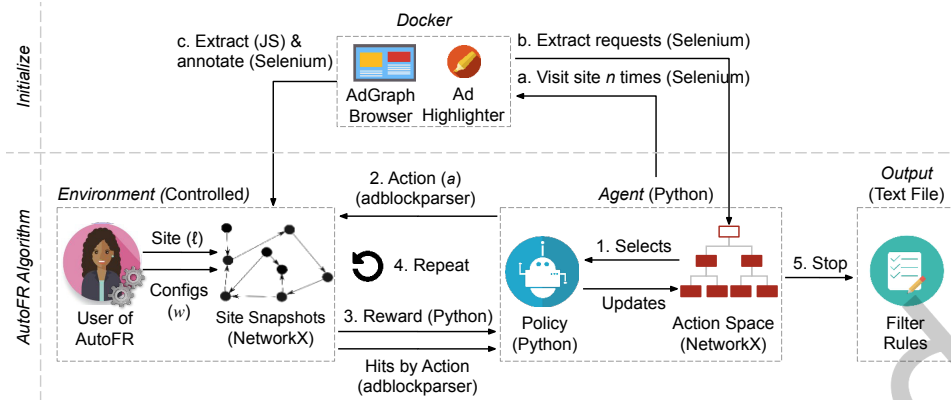 Docker
c. Extract (JS) &
annotate (Selenium)
b. Extract requests (Selenium)
a. Visit site n times (Selenium)
AdGraph
Browser
Ad
Highlighter
Initialize
AutoFR Algorithm
Environment (Controlled)
2. Action (a)
(adblockparser)
Agent (Python)
Output
(Text File)
Site (ℓ)
Configs
(w)
4. Repeat
1. Selects
Updates
5. Stop
User of
AutoFR
Site Snapshots
(NetworkX)
3. Reward (Python)
Hits by Action
(adblockparser)
Policy
(Python)
Action Space
(NetworkX)
Filter
Rules